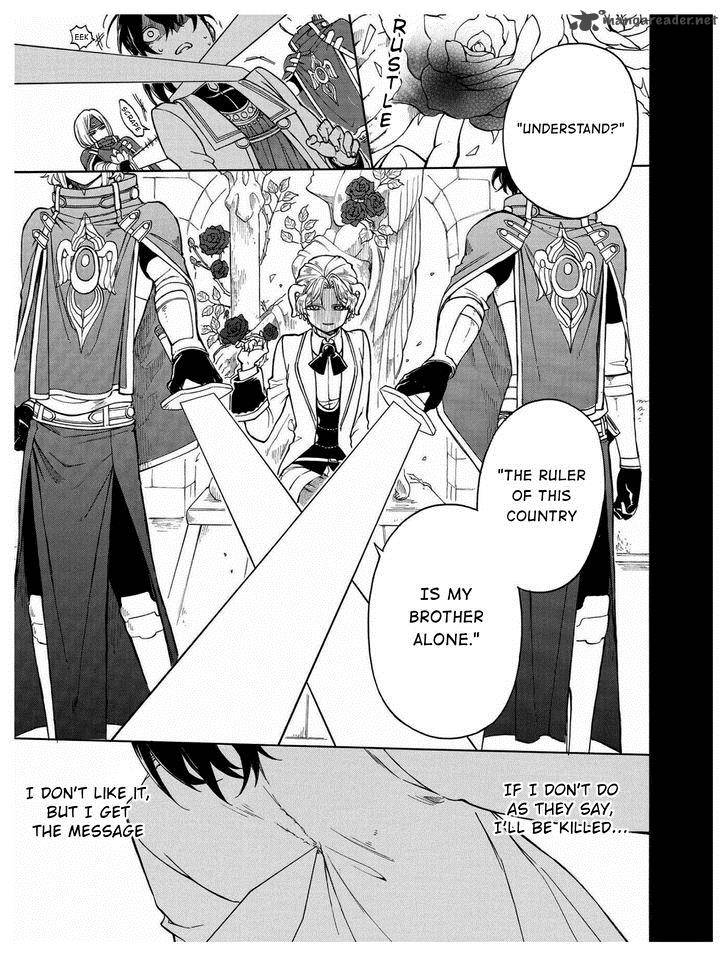 mangareader.net
"UNDERSTAND?"
RUSTLE
EEK
SCRAPE
"THE RULER
OF THIS
COUNTRY
IS MY
BROTHER
ALONE."
IF I DON'T DO
AS THEY SAY,
I'LL BE KILLED...
I DON'T LIKE IT,
BUT I GET
THE MESSAGE